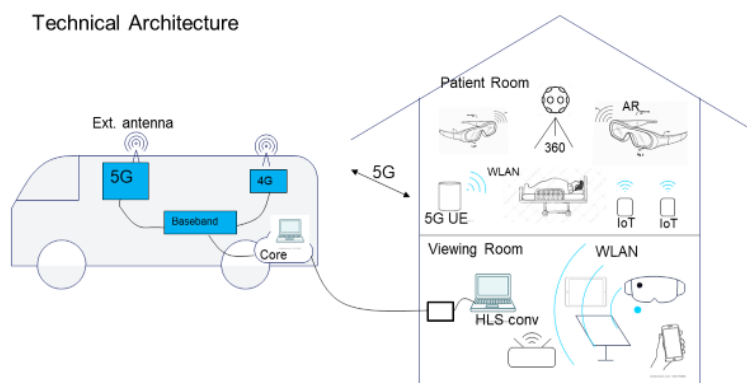 Technical Architecture
Patient Room
AR
Ext. antenna
360
5G
4G
5G
WLAN
Baseband
5G UE
IoT
IoT
Core
Viewing Room
WLAN
HLS conv